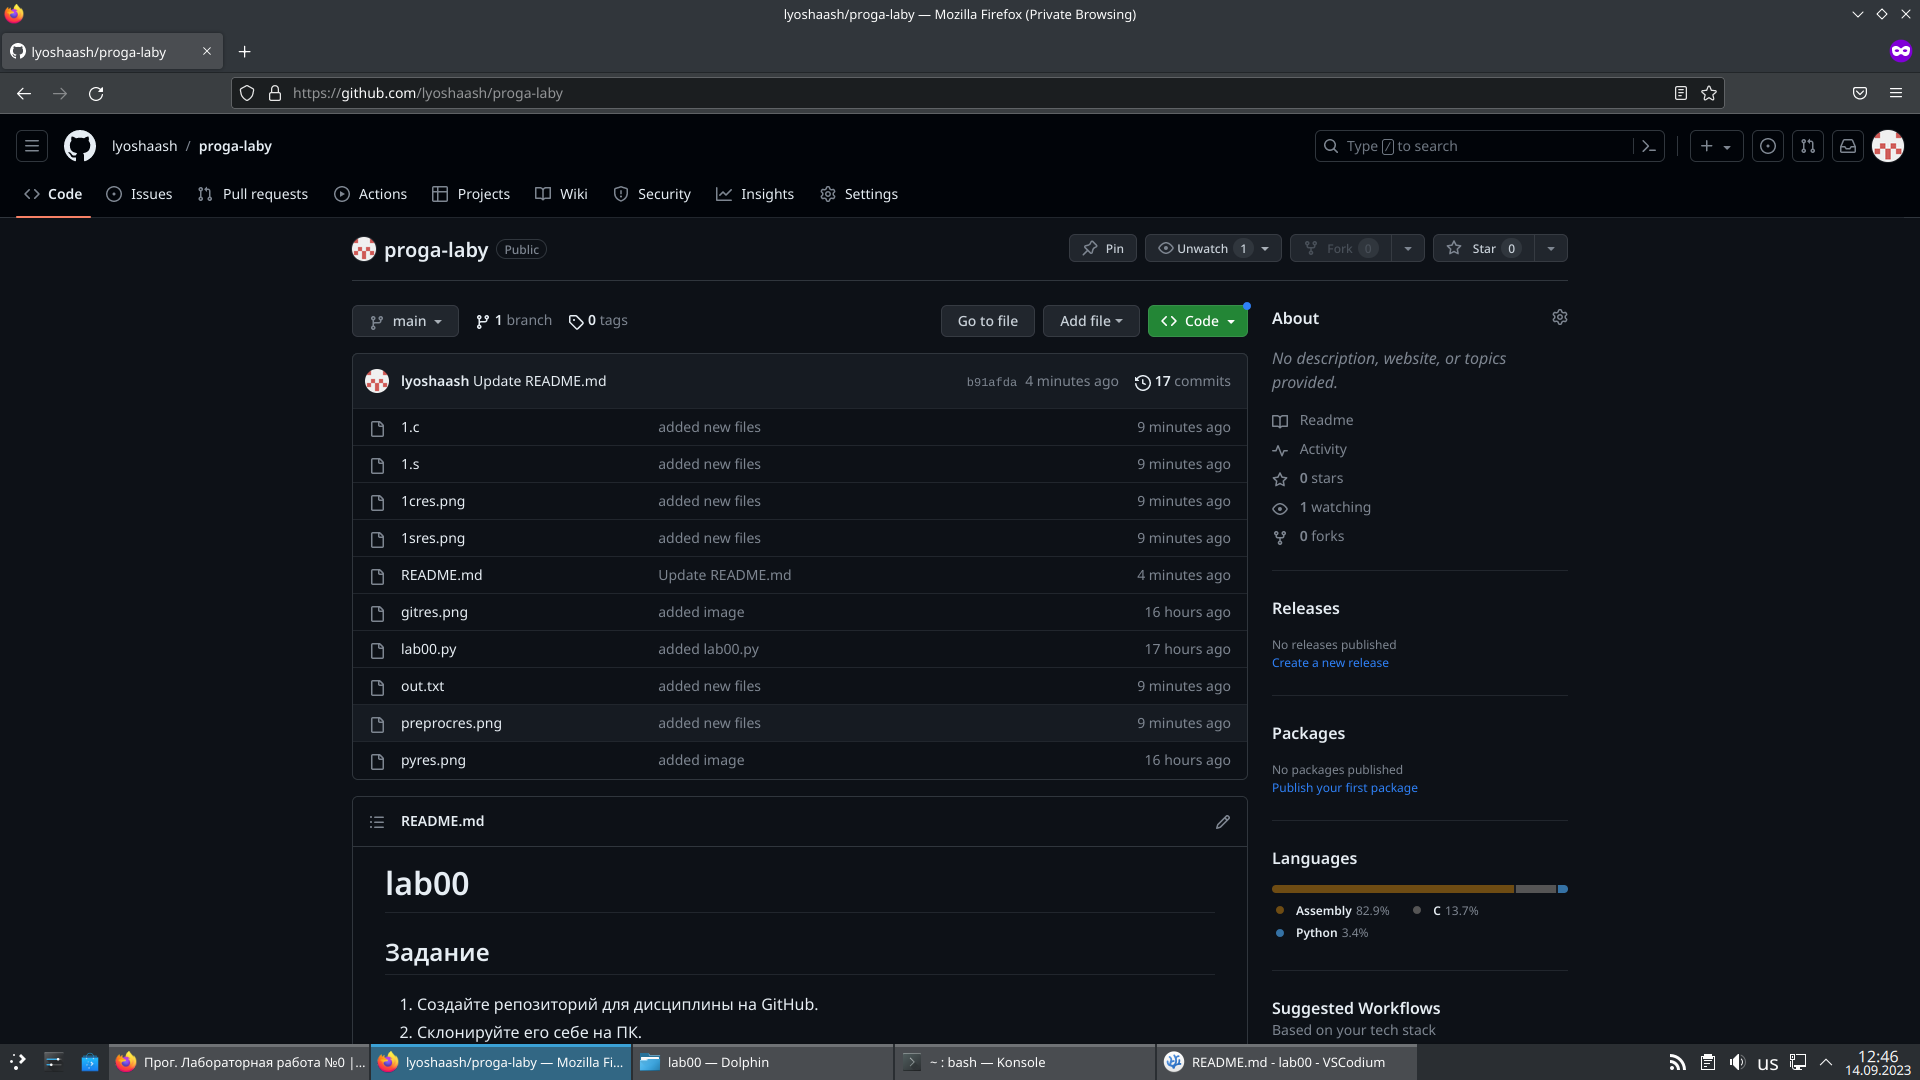 lyoshaash/proga-laby — Mozilla Firefox (Private Browsing)
lyoshaash/proga-laby
https://github.com/lyoshaash/proga-laby
lyoshaash / proga-laby
Type / to search
Code Issues Pull requests Actions Projects Wiki Security Insights Settings
proga-laby Public
Pin Unwatch 1 Fork 0 Star 0
main 1 branch 0 tags Go to file Add file Code
lyoshaash Update README.md b91afda 4 minutes ago 17 commits
1.c added new files 9 minutes ago
1.s added new files 9 minutes ago
1cres.png added new files 9 minutes ago
1sres.png added new files 9 minutes ago
README.md Update README.md 4 minutes ago
gitres.png added image 16 hours ago
lab00.py added lab00.py 17 hours ago
out.txt added new files 9 minutes ago
preprocres.png added new files 9 minutes ago
pyres.png added image 16 hours ago
README.md
lab00
Задание
1. Создайте репозиторий для дисциплины на GitHub.
2. Склонируйте его себе на ПК.
About
No description, website, or topics
provided.
Readme
Activity
0 stars
1 watching
0 forks
Releases
No releases published
Create a new release
Packages
No packages published
Publish your first package
Languages
Assembly 82.9% C 13.7%
Python 3.4%
Suggested Workflows
Based on your tech stack
Прог. Лабораторная работа №0 |...
lyoshaash/proga-laby — Mozilla Fi...
lab00 — Dolphin
~ : bash — Konsole
README.md - lab00 - VSCodium
us
12:46
14.09.2023